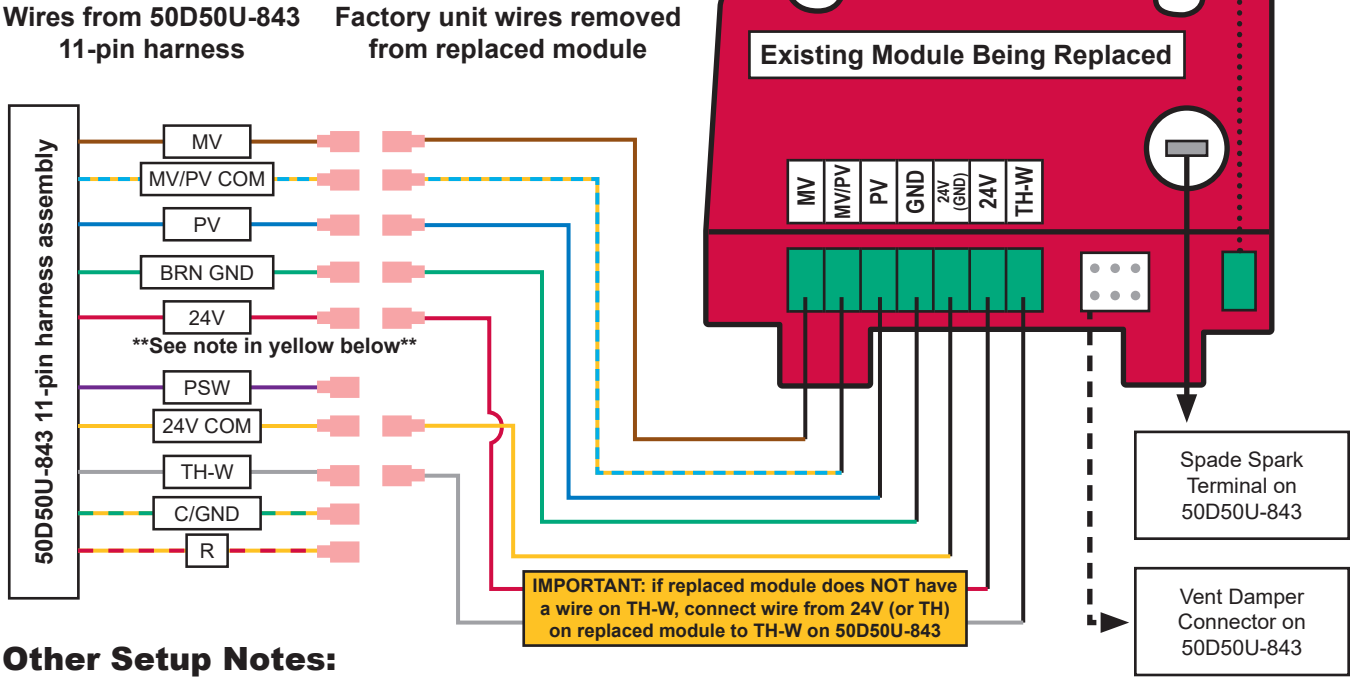 Wires from 50D50U-843
11-pin harness
Factory unit wires removed
from replaced module
Existing Module Being Replaced
50D50U-843 11-pin harness assembly
MV
MV/PV COM
PV
BRN GND
24V
**See note in yellow below**
PSW
24V COM
TH-W
C/GND
R
MV
MV/PV
PV
GND
24V
(GND)
24V
TH-W
IMPORTANT: if replaced module does NOT have
a wire on TH-W, connect wire from 24V (or TH)
on replaced module to TH-W on 50D50U-843
Spade Spark
Terminal on
50D50U-843
Vent Damper
Connector on
50D50U-843
Other Setup Notes: